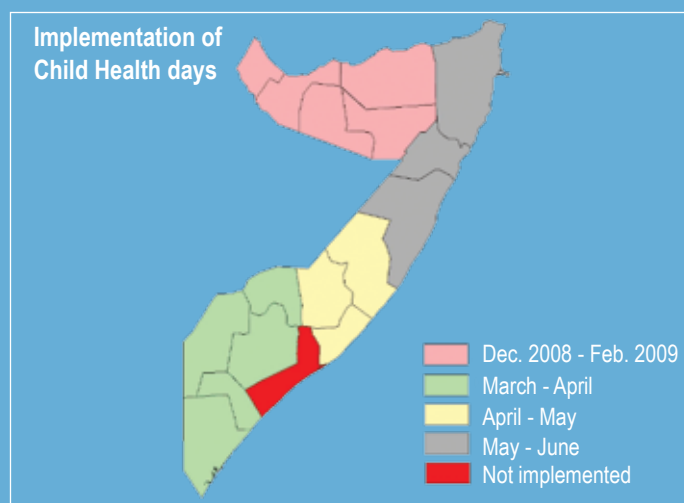 Implementation of
Child Health days
Dec. 2008 - Feb. 2009
March - April
April - May
May - June
Not implemented